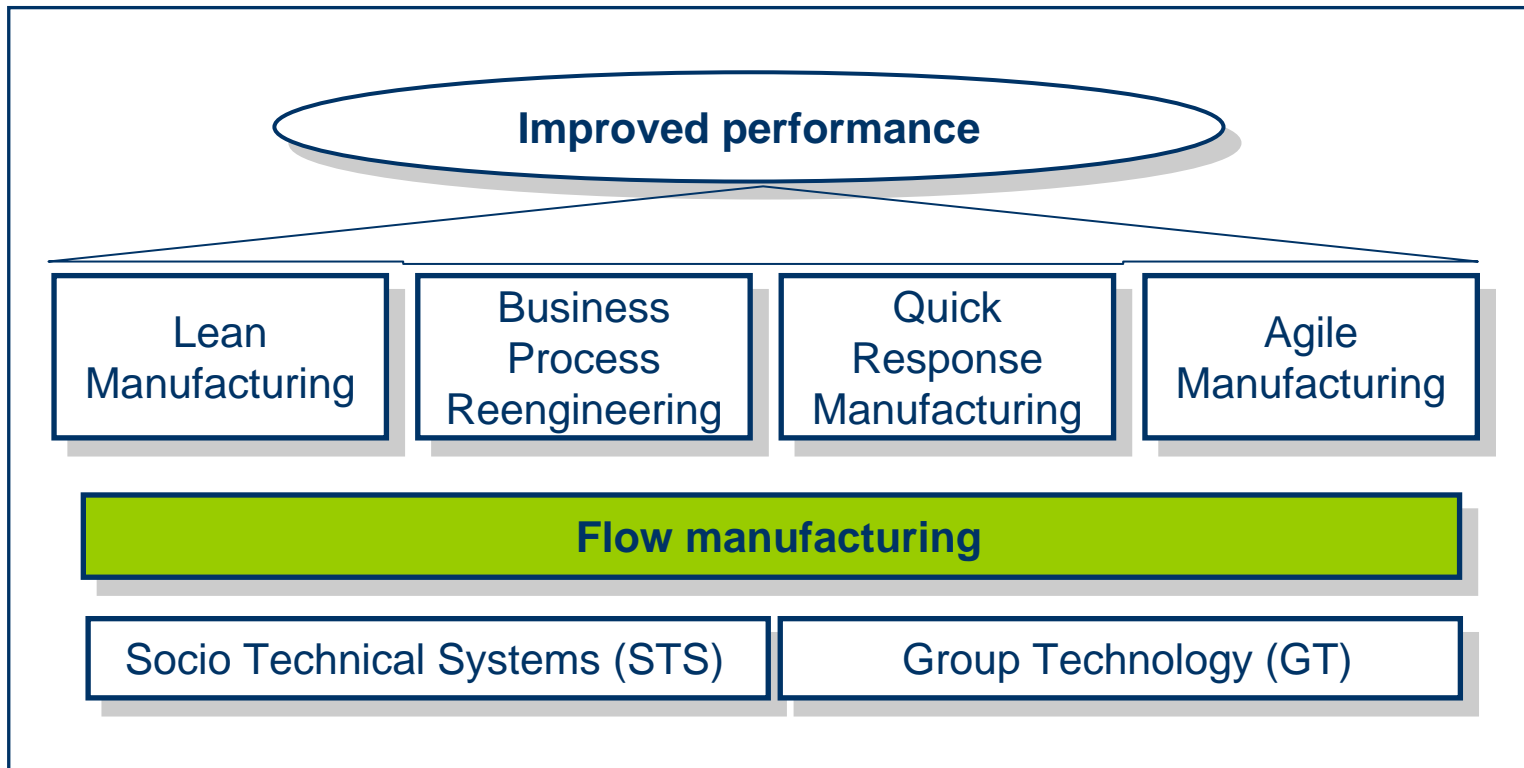 Improved performance
Lean
Manufacturing
Business
Process
Reengineering
Quick
Response
Manufacturing
Agile
Manufacturing
Flow manufacturing
Socio Technical Systems (STS)
Group Technology (GT)